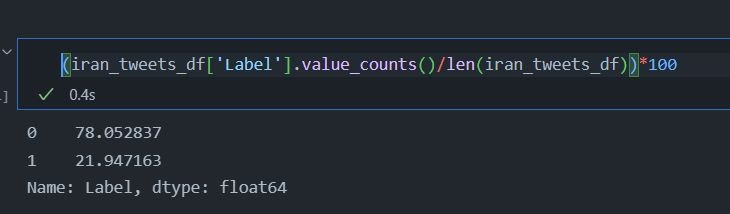 (iran_tweets_df['Label'].value_counts()/len(iran_tweets_df))*100
]
0.4s
0    78.052837
1    21.947163
Name: Label, dtype: float64